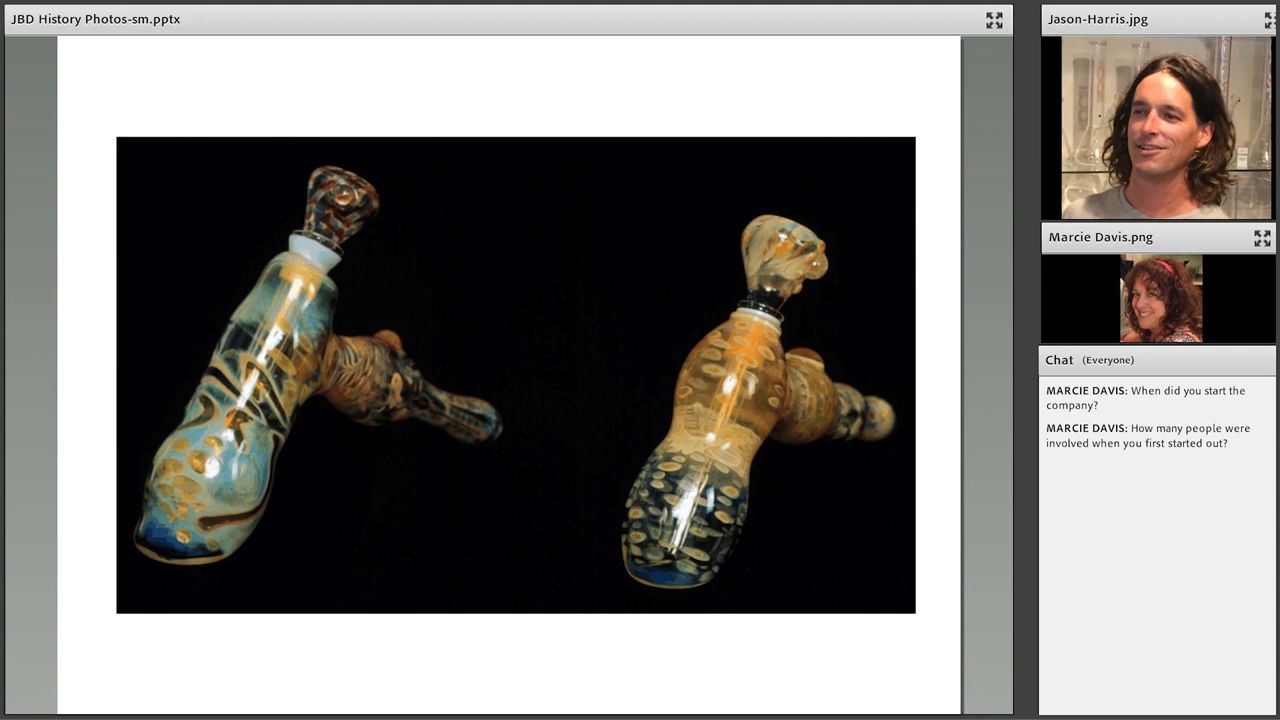 JBD History Photos-sm.pptx
Jason-Harris.jpg
Marcie Davis.png
Chat (Everyone)
MARCIE DAVIS: When did you start the
company?
MARCIE DAVIS: How many people were
involved when you first started out?